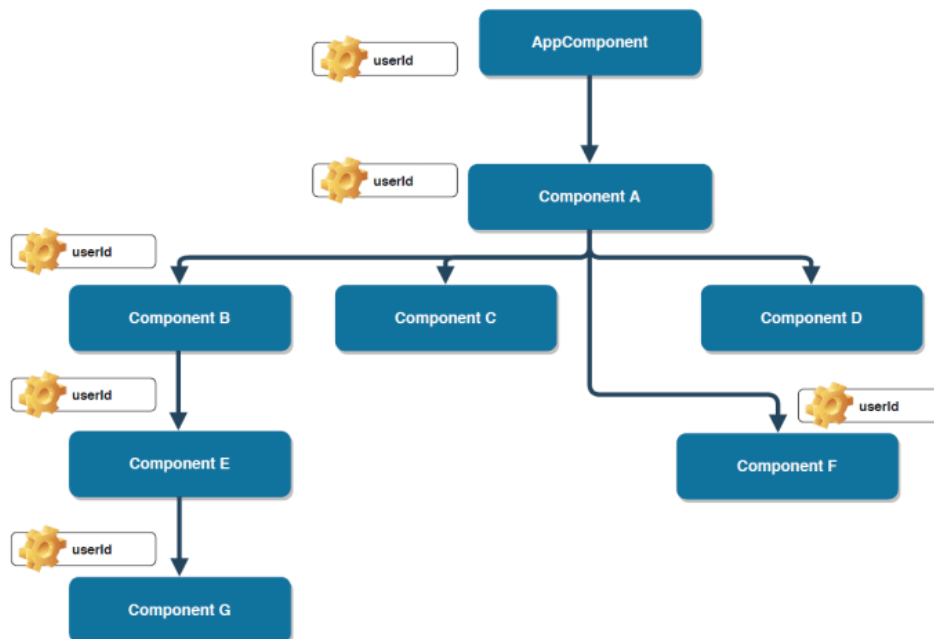 AppComponent
userId
userId
Component A
userId
Component B
Component C
Component D
userId
userId
Component E
Component F
userId
Component G